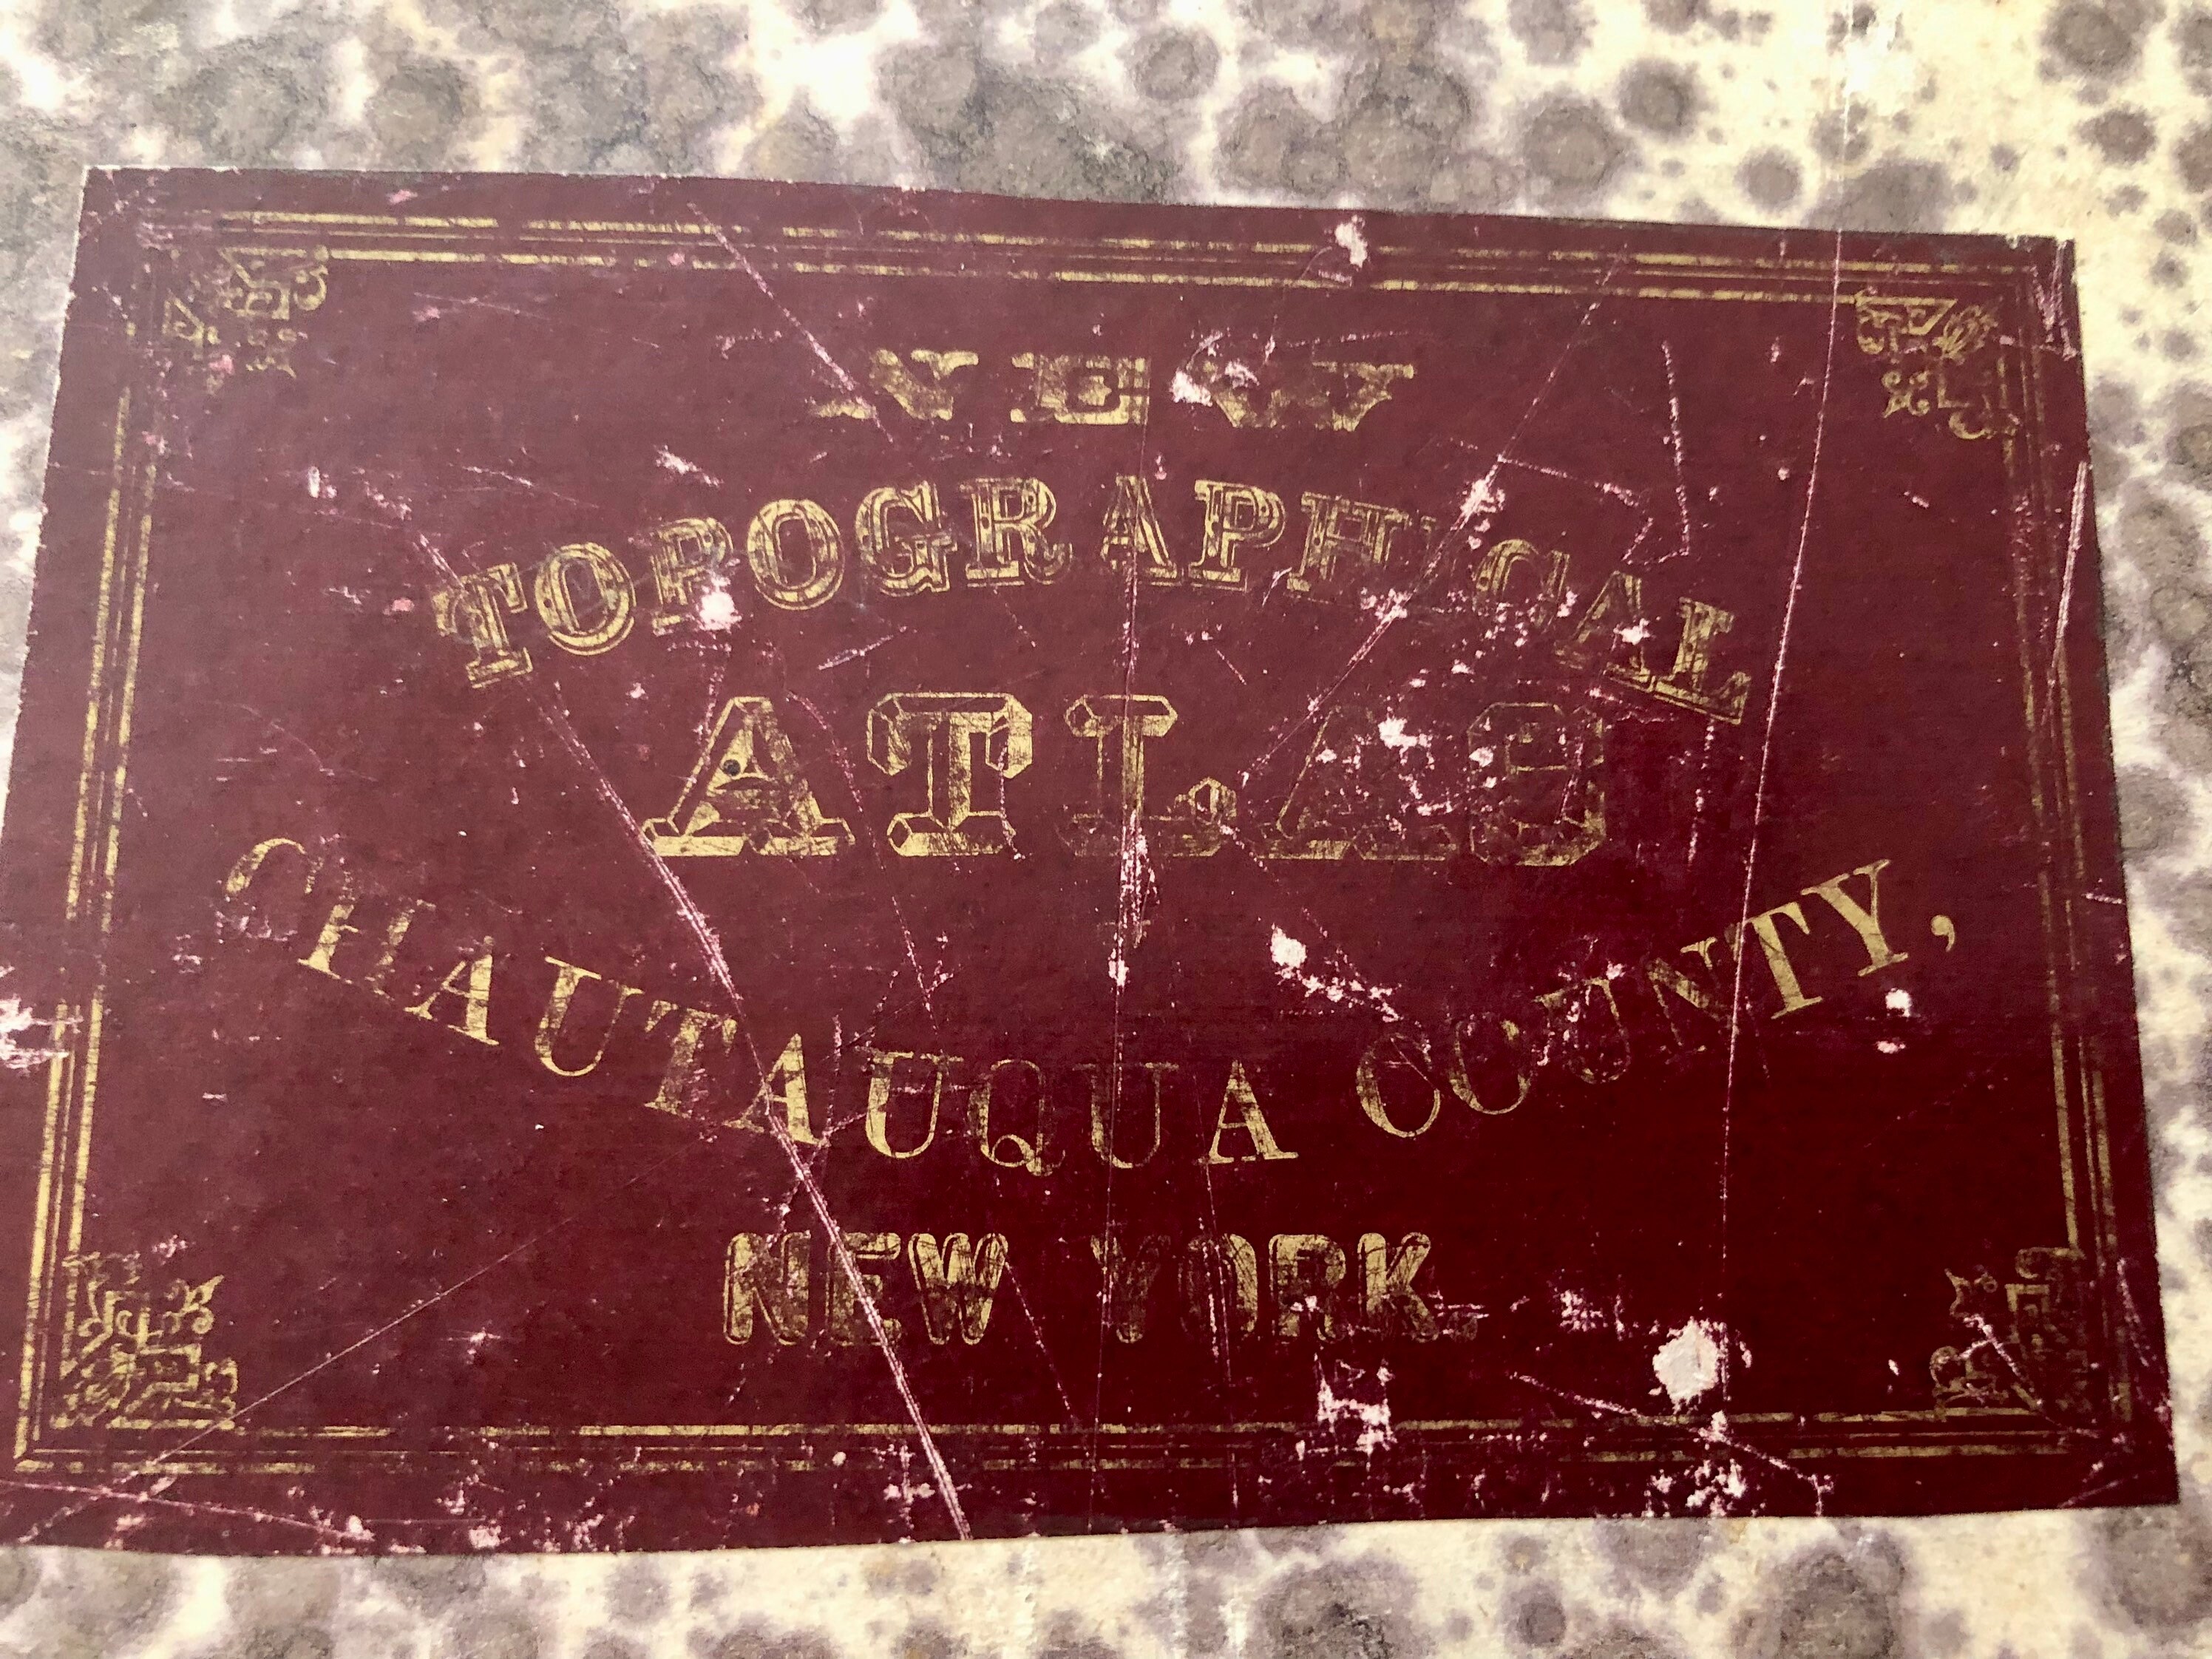 NEW
TOPOGRAPHICAL
ATLAS
CHAUTAUQUA COUNTY,
NEW YORK.